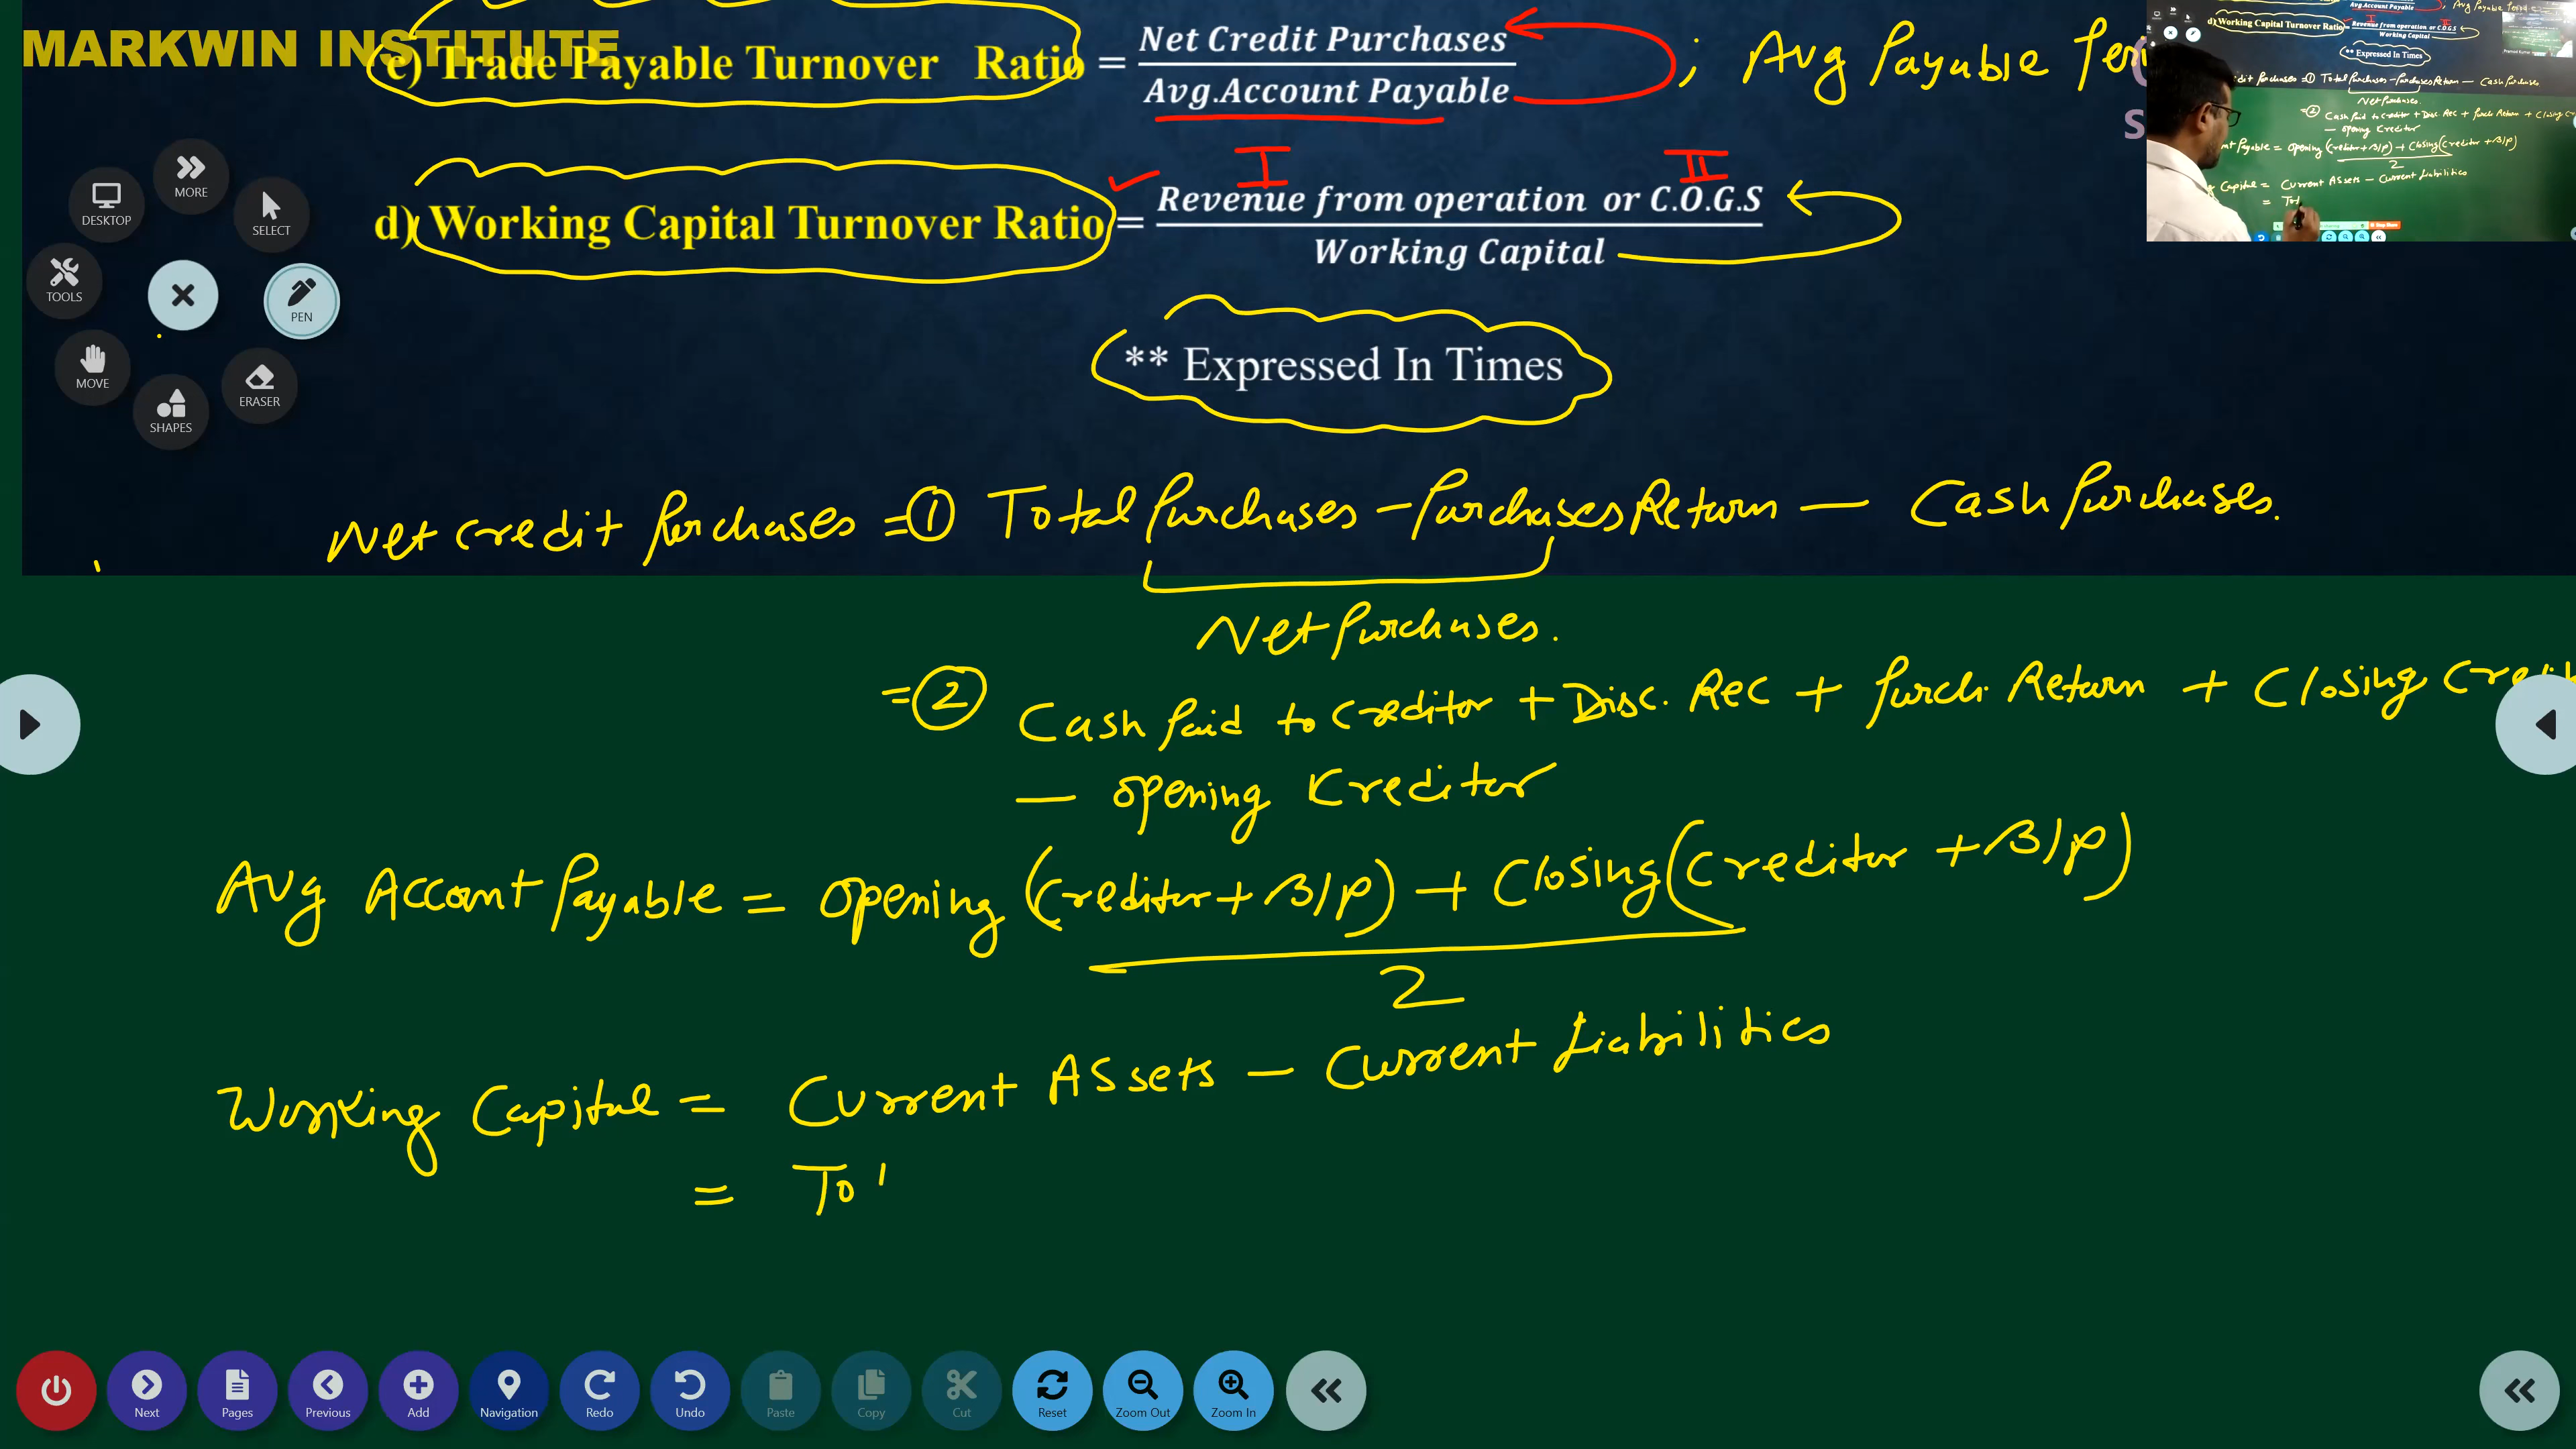 MARKWIN INSTITUTE
c) Trade Payable Turnover Ratio = Net Credit Purchases / Avg.Account Payable ; Avg Payable
I II
d) Working Capital Turnover Ratio = Revenue from operation or C.O.G.S / Working Capital
** Expressed In Times
MORE
DESKTOP
SELECT
TOOLS
PEN
MOVE
ERASER
SHAPES
Net credit Purchases = ① Total Purchases – Purchases Return — Cash Purchases.
Net Purchases.
= ② Cash Paid to creditor + Disc. Rec + Purch. Return + Closing
— opening Kreditor
Avg Account Payable = opening (Creditor + B/P) + Closing (Creditor + B/P)
2
Working Capital = Current Assets – Current Liabilities
= To
Next Pages Previous Add Navigation Redo Undo Paste Copy Cut Reset Zoom Out Zoom In